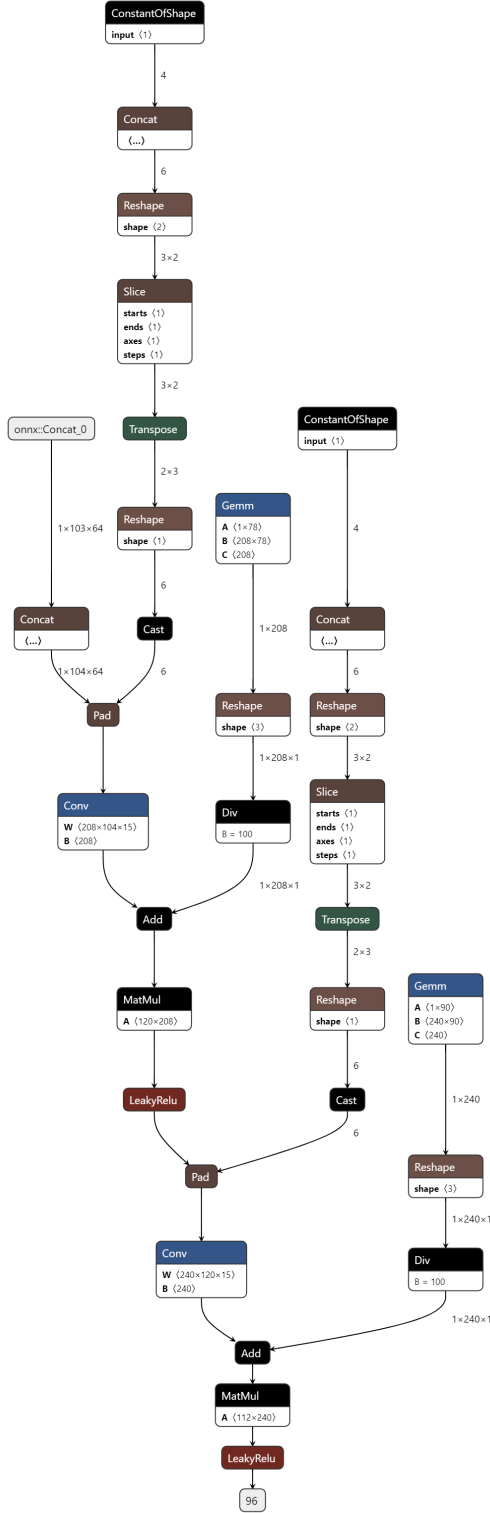 ConstantOfShape
input ⟨1⟩
4
Concat
⟨...⟩
6
Reshape
shape ⟨2⟩
3×2
Slice
starts ⟨1⟩
ends ⟨1⟩
axes ⟨1⟩
steps ⟨1⟩
3×2
onnx::Concat_0
Transpose
ConstantOfShape
input ⟨1⟩
2×3
Gemm
A ⟨1×78⟩
B ⟨208×78⟩
C ⟨208⟩
Reshape
shape ⟨1⟩
1×103×64
4
6
Concat
⟨...⟩
Cast
1×208
Concat
⟨...⟩
1×104×64
6
6
Pad
Reshape
shape ⟨3⟩
Reshape
shape ⟨2⟩
1×208×1
3×2
Conv
W ⟨208×104×15⟩
B ⟨208⟩
Div
B = 100
Slice
starts ⟨1⟩
ends ⟨1⟩
axes ⟨1⟩
steps ⟨1⟩
1×208×1
3×2
Add
Transpose
2×3
MatMul
A ⟨120×208⟩
Reshape
shape ⟨1⟩
Gemm
A ⟨1×90⟩
B ⟨240×90⟩
C ⟨240⟩
6
LeakyRelu
Cast
1×240
6
Pad
Reshape
shape ⟨3⟩
1×240×1
Conv
W ⟨240×120×15⟩
B ⟨240⟩
Div
B = 100
1×240×1
Add
MatMul
A ⟨112×240⟩
LeakyRelu
96